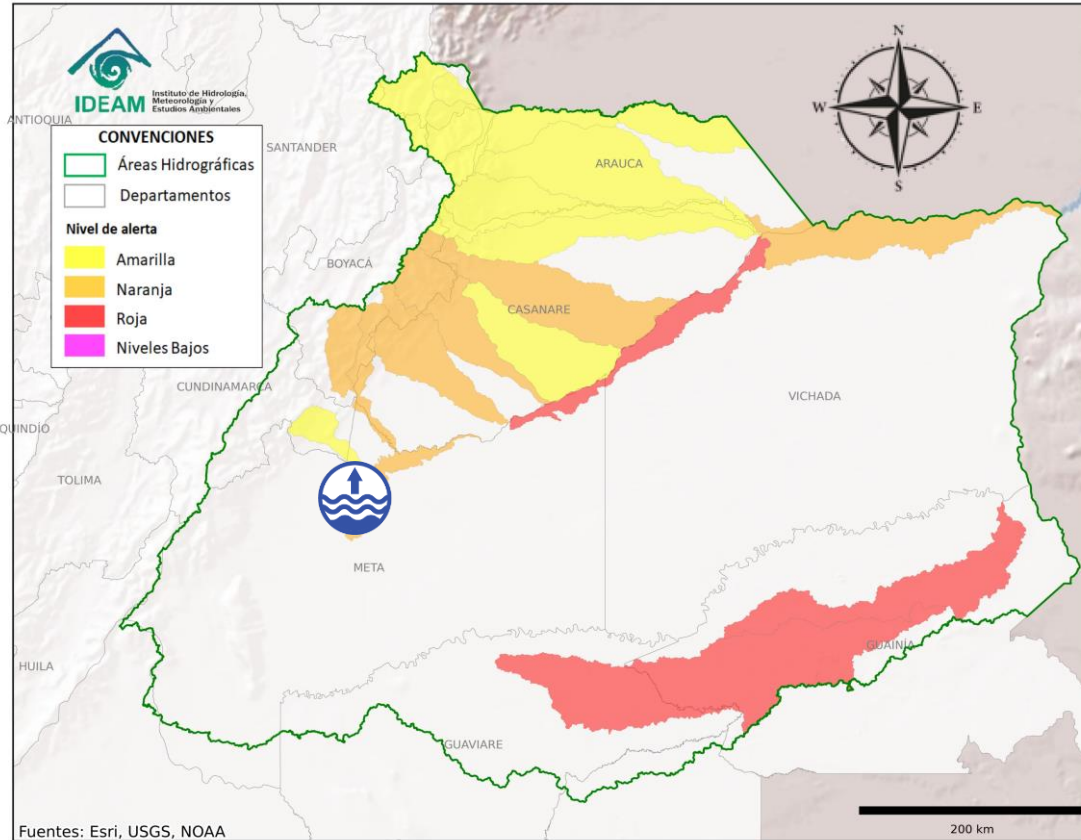 IDEAM
Instituto de Hidrología,
Meteorología y
Estudios Ambientales
CONVENCIONES
Áreas Hidrográficas
Departamentos
Nivel de alerta
Amarilla
Naranja
Roja
Niveles Bajos
N
W
E
S
ANTIOQUIA
SANTANDER
ARAUCA
BOYACÁ
CASANARE
CUNDINAMARCA
VICHADA
QUINDÍO
TOLIMA
META
HUILA
GUAINÍA
GUAVIARE
200 km
Fuentes: Esri, USGS, NOAA